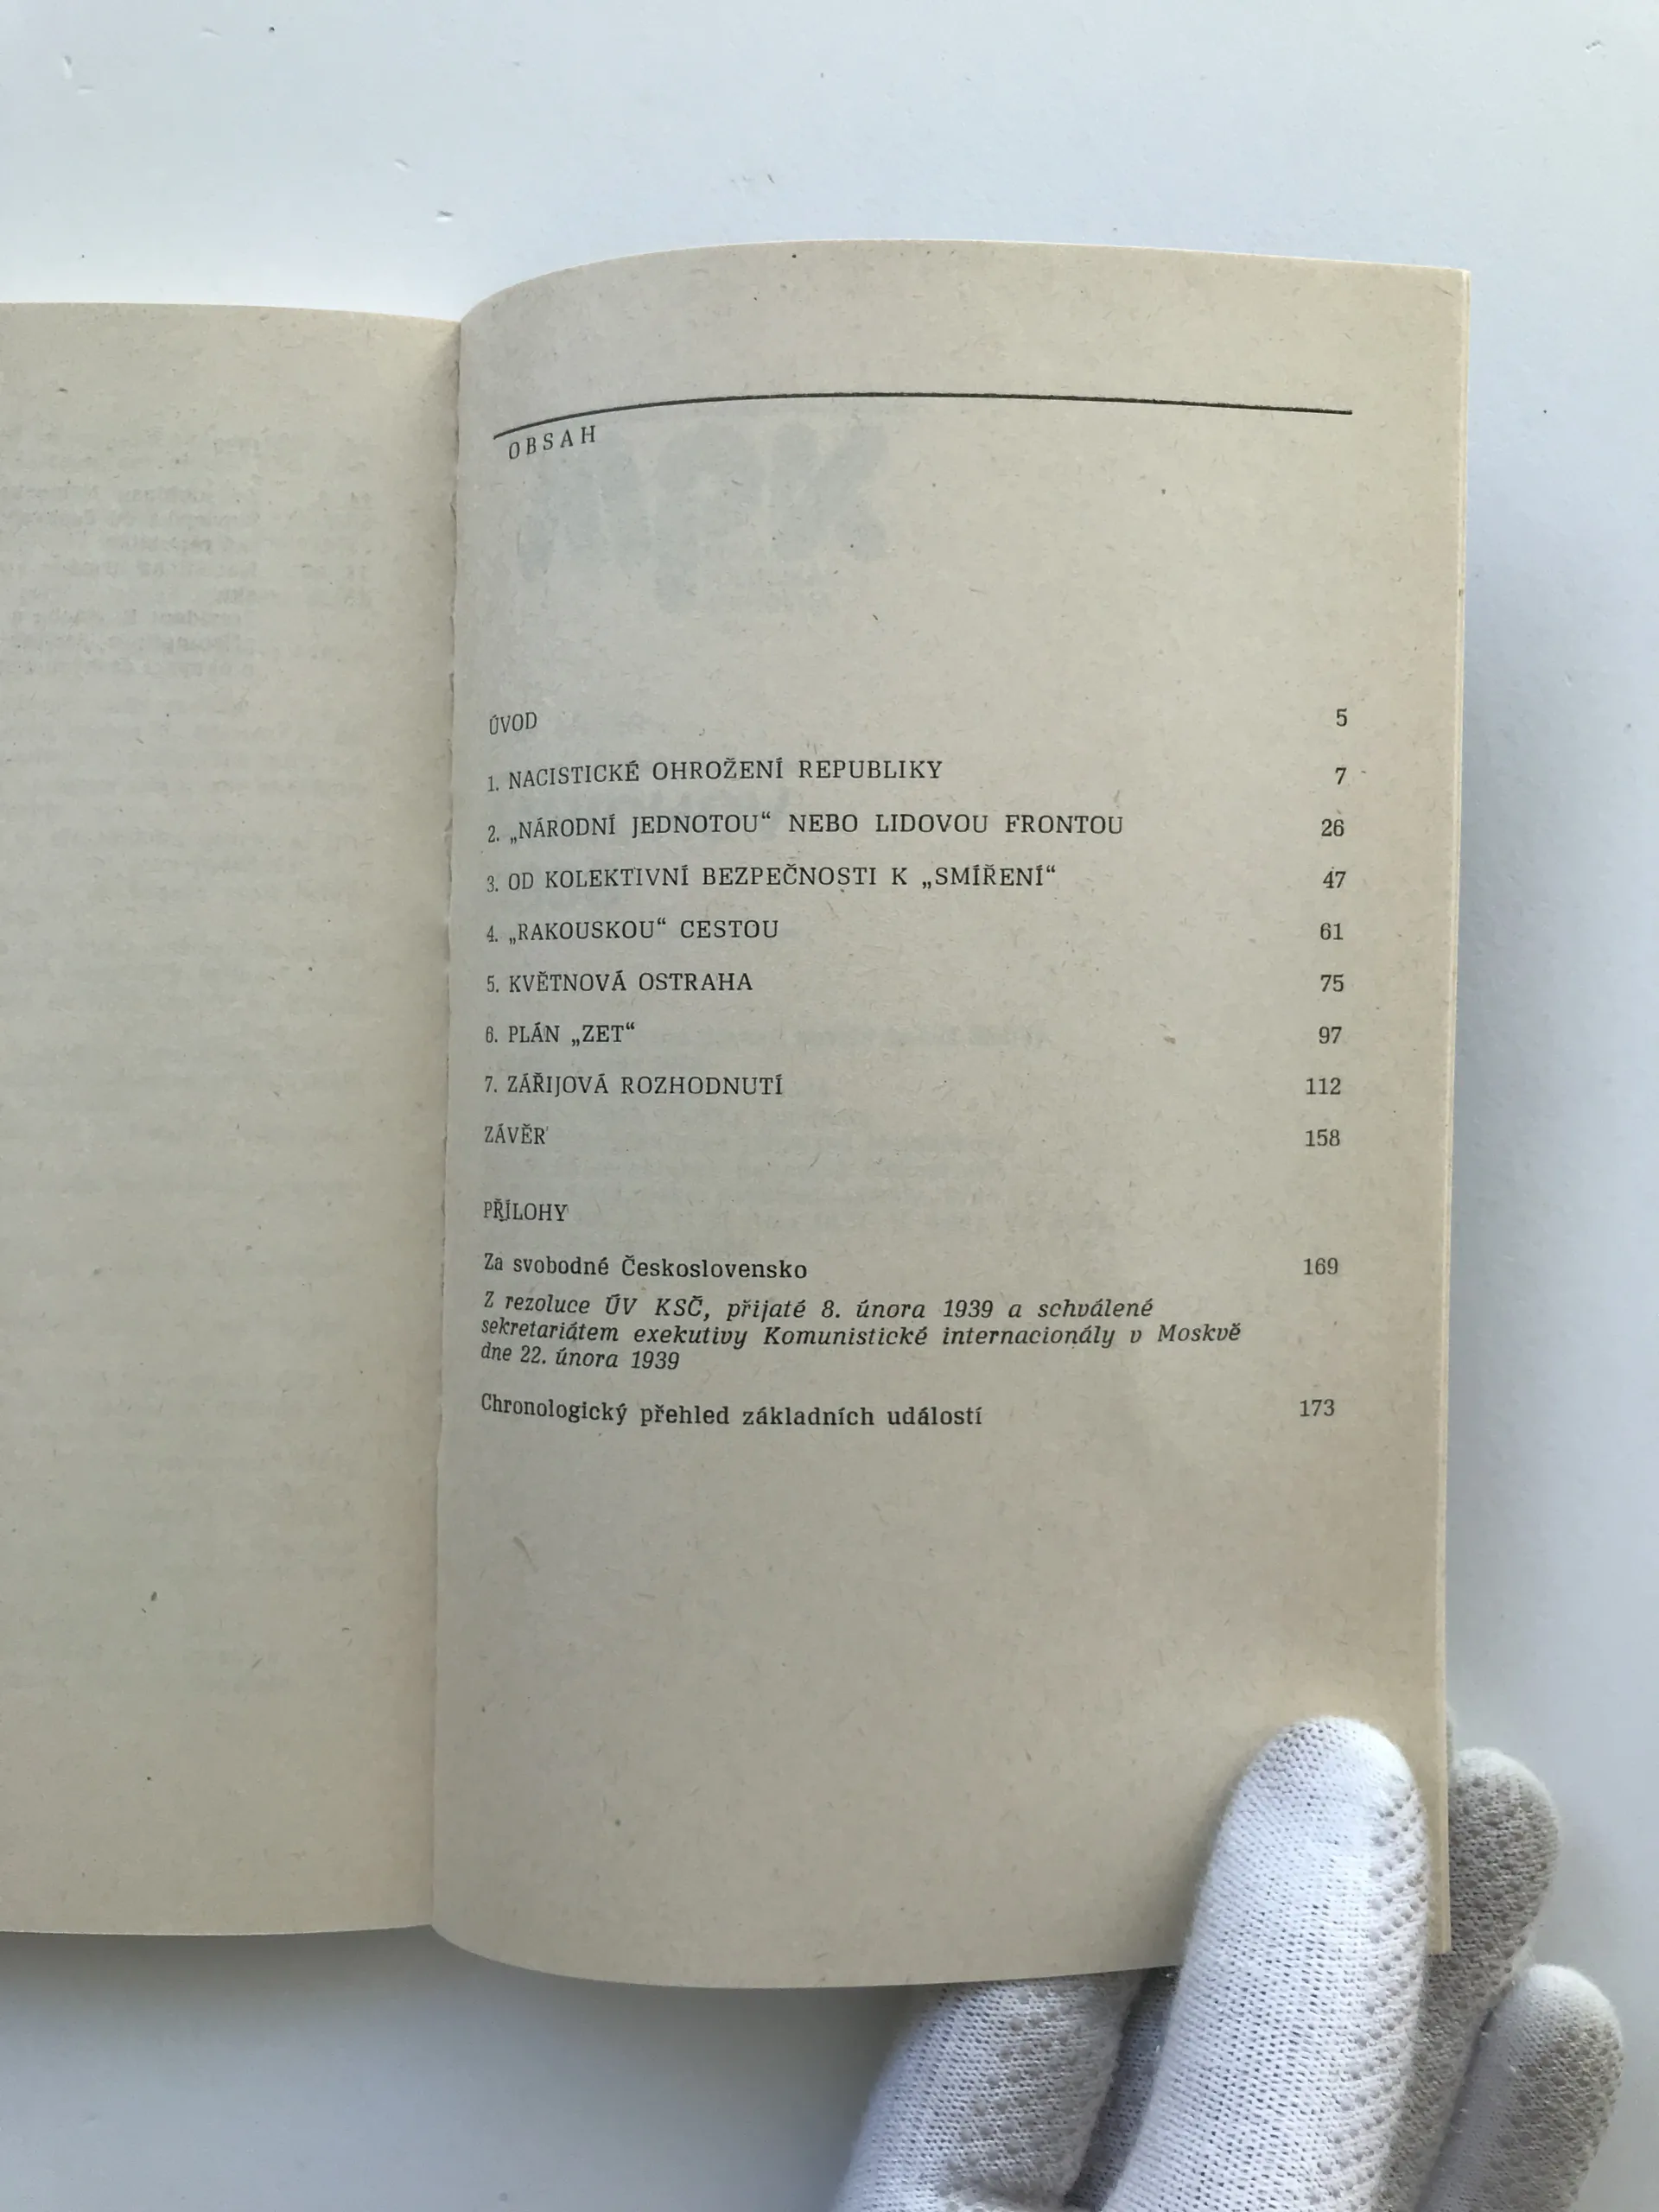 OBSAH
ÚVOD 5
1. NACISTICKÉ OHROŽENÍ REPUBLIKY 7
2. „NÁRODNÍ JEDNOTOU“ NEBO LIDOVOU FRONTOU 26
3. OD KOLEKTIVNÍ BEZPEČNOSTI K „SMÍŘENÍ“ 47
4. „RAKOUSKOU“ CESTOU 61
5. KVĚTNOVÁ OSTRAHA 75
6. PLÁN „ZET“ 97
7. ZÁŘIJOVÁ ROZHODNUTÍ 112
ZÁVĚR 158
PŘÍLOHY
Za svobodné Československo 169
Z rezoluce ÚV KSČ, přijaté 8. února 1939 a schválené
sekretariátem exekutivy Komunistické internacionály v Moskvě
dne 22. února 1939
Chronologický přehled základních událostí 173